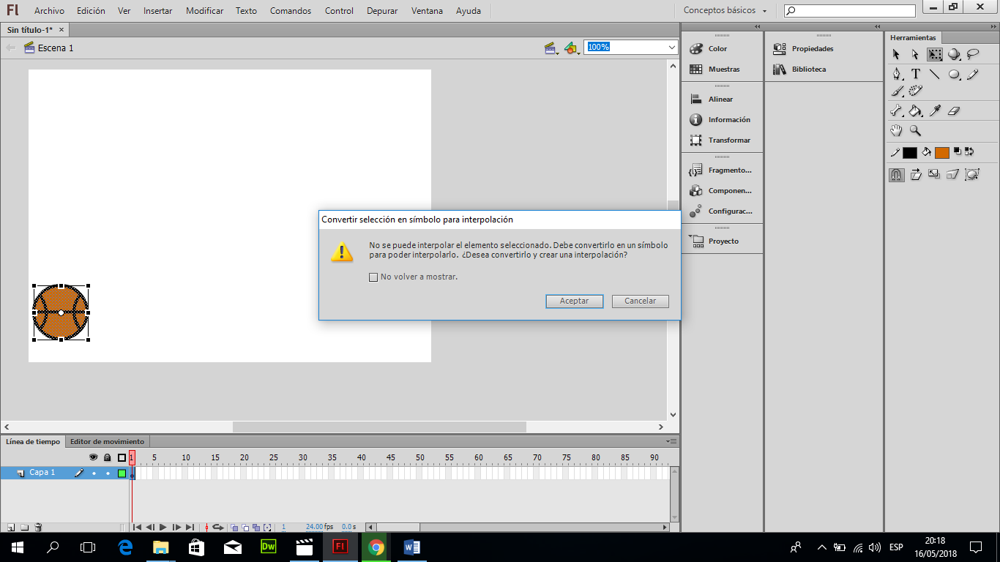 Fl Archivo Edición Ver Insertar Modificar Texto Comandos Control Depurar Ventana Ayuda Conceptos básicos
Sin título-1*
Escena 1 100%
Herramientas
Color
Muestras
Alinear
Información
Transformar
Fragmento...
Componen...
Configurac...
Proyecto
Propiedades
Biblioteca
T
Convertir selección en símbolo para interpolación
No se puede interpolar el elemento seleccionado. Debe convertirlo en un símbolo
para poder interpolarlo. ¿Desea convertirlo y crear una interpolación?
No volver a mostrar.
Aceptar Cancelar
Línea de tiempo Editor de movimiento
1 5 10 15 20 25 30 35 40 45 50 55 60 65 70 75 80 85 90
Capa 1
1 24.00 fps 0.0 s
Dw Fl ESP 20:18
16/05/2018